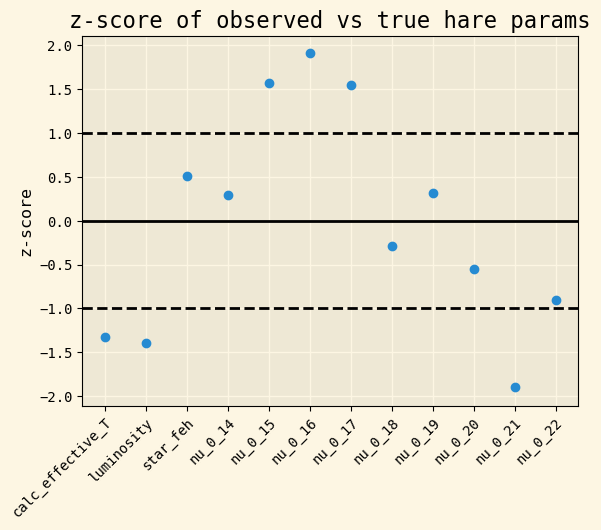 z-score of observed vs true hare params
z-score
2.0
1.5
1.0
0.5
0.0
−0.5
−1.0
−1.5
−2.0
calc_effective_T
luminosity
star_feh
nu_0_14
nu_0_15
nu_0_16
nu_0_17
nu_0_18
nu_0_19
nu_0_20
nu_0_21
nu_0_22